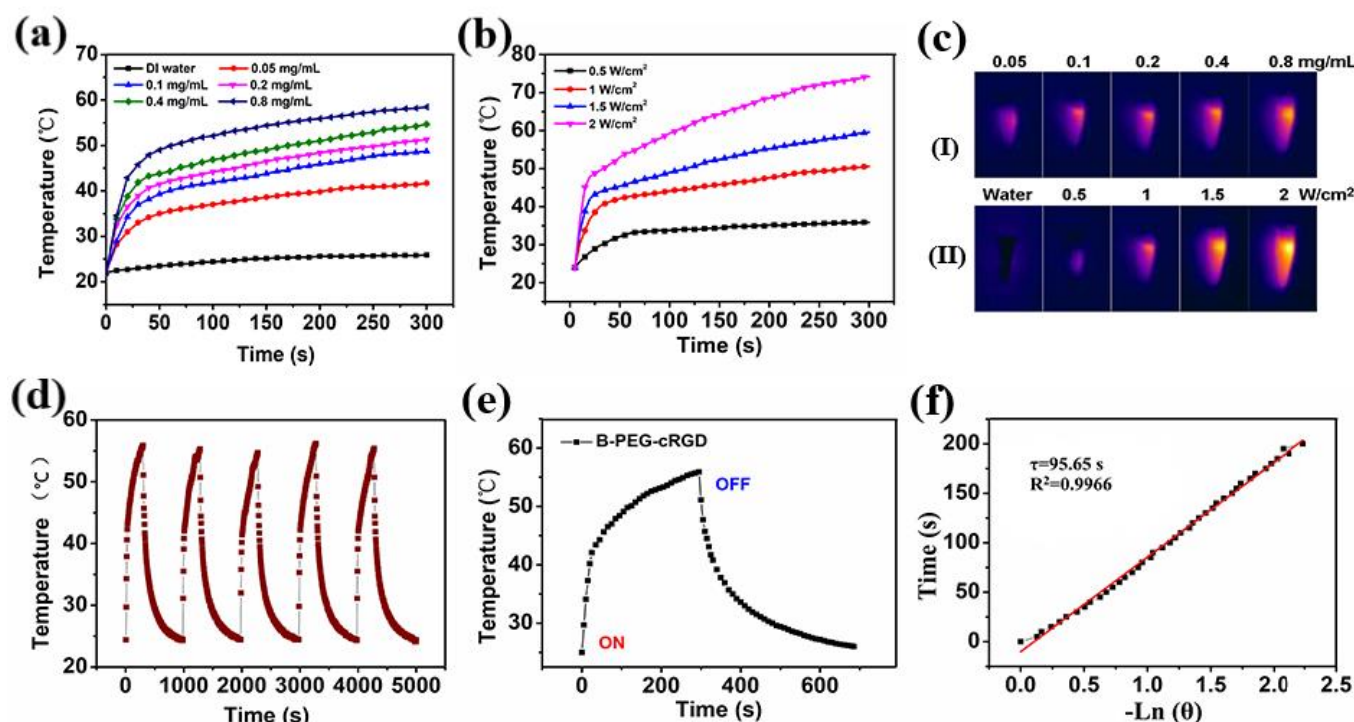 (a)
70
60
50
40
30
20
Temperature (℃)
DI water 0.05 mg/mL
0.1 mg/mL 0.2 mg/mL
0.4 mg/mL 0.8 mg/mL
0 50 100 150 200 250 300
Time (s)
(b)
80
70
60
50
40
30
20
Temperature (℃)
0.5 W/cm²
1 W/cm²
1.5 W/cm²
2 W/cm²
0 50 100 150 200 250 300
Time (s)
(c)
0.05 0.1 0.2 0.4 0.8 mg/mL
(I)
Water 0.5 1 1.5 2 W/cm²
(II)
(d)
60
50
40
30
20
Temperature （℃）
0 1000 2000 3000 4000 5000
Time (s)
(e)
60
50
40
30
Temperature (℃)
B-PEG-cRGD
OFF
ON
0 200 400 600
Time (s)
(f)
200
150
100
50
0
Time (s)
τ=95.65 s
R²=0.9966
0.0 0.5 1.0 1.5 2.0 2.5
-Ln (θ)